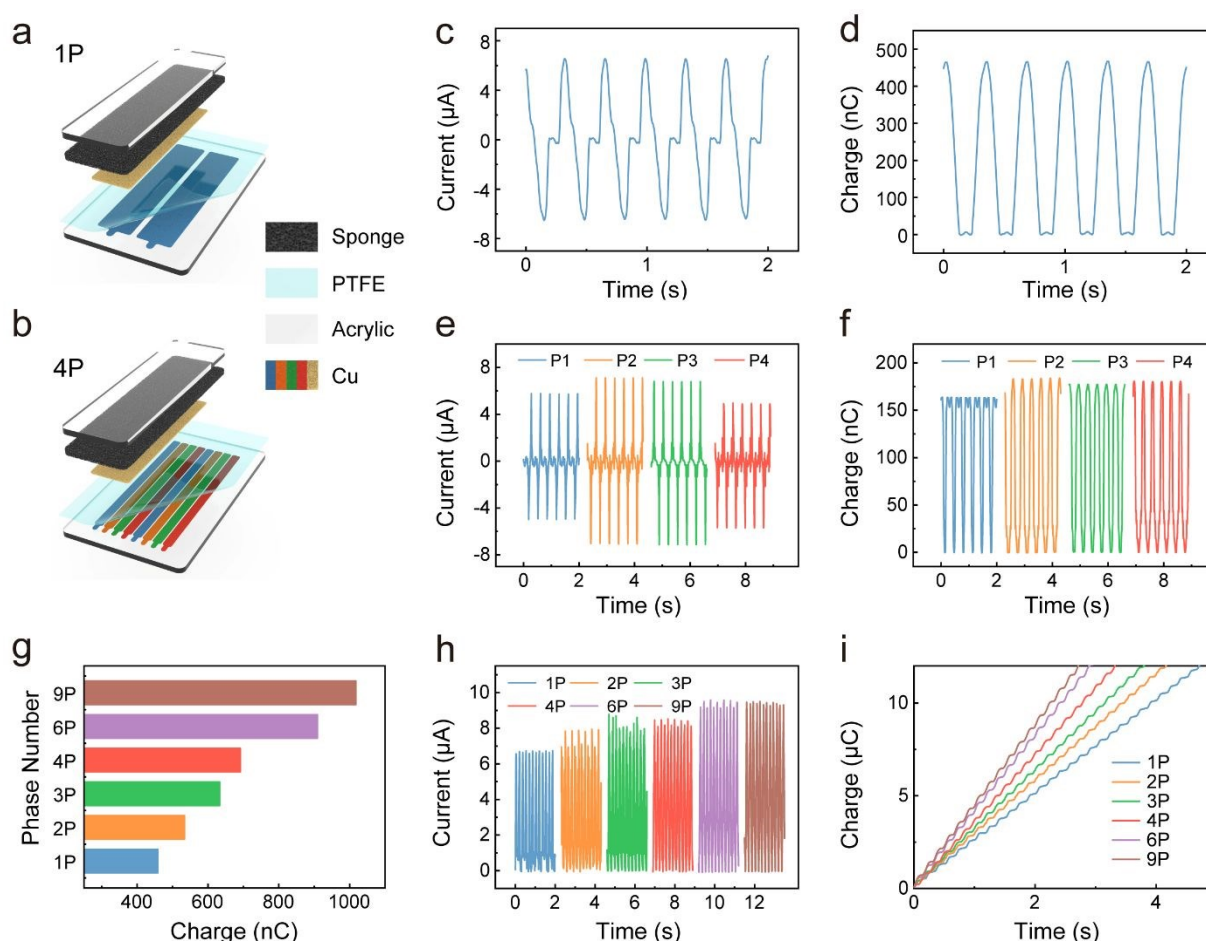 a
1P
Sponge
PTFE
Acrylic
Cu
b
4P
c
Current (μA)
8
4
0
-4
-8
0
1
2
Time (s)
d
Charge (nC)
500
400
300
200
100
0
0
1
2
Time (s)
e
P1 P2 P3 P4
Current (μA)
8
4
0
-4
-8
0 2 4 6 8
Time (s)
f
P1 P2 P3 P4
Charge (nC)
200
150
100
50
0
0 2 4 6 8
Time (s)
g
Phase Number
9P
6P
4P
3P
2P
1P
400 600 800 1000
Charge (nC)
h
1P 2P 3P
4P 6P 9P
Current (μA)
10
8
6
4
2
0
0 2 4 6 8 10 12
Time (s)
i
Charge (μC)
10
5
0
1P
2P
3P
4P
6P
9P
0 2 4
Time (s)